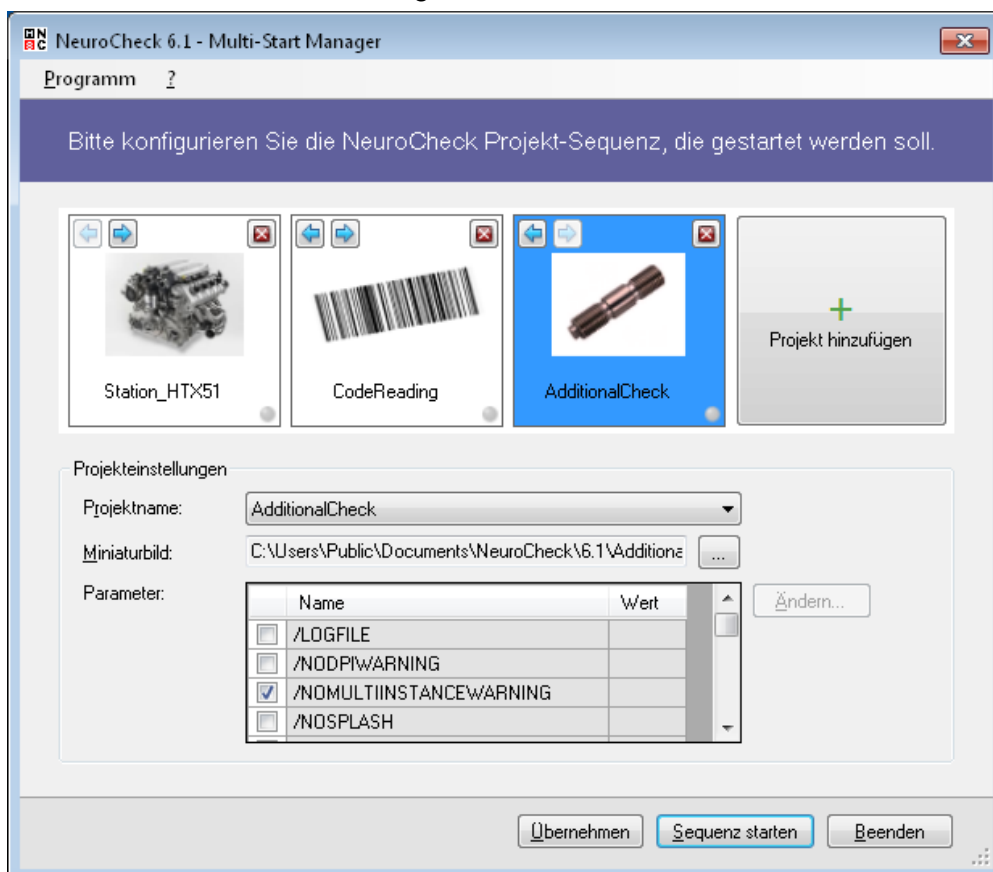 NeuroCheck 6.1 - Multi-Start Manager
Programm ?
Bitte konfigurieren Sie die NeuroCheck Projekt-Sequenz, die gestartet werden soll.
Station_HTX51
CodeReading
AdditionalCheck
Projekt hinzufügen
Projekteinstellungen
Projektname: AdditionalCheck
Miniaturbild: C:\Users\Public\Documents\NeuroCheck\6.1\Additiona ...
Parameter: Name Wert Ändern...
/LOGFILE
/NODPIWARNING
/NOMULTIINSTANCEWARNING
/NOSPLASH
Übernehmen Sequenz starten Beenden